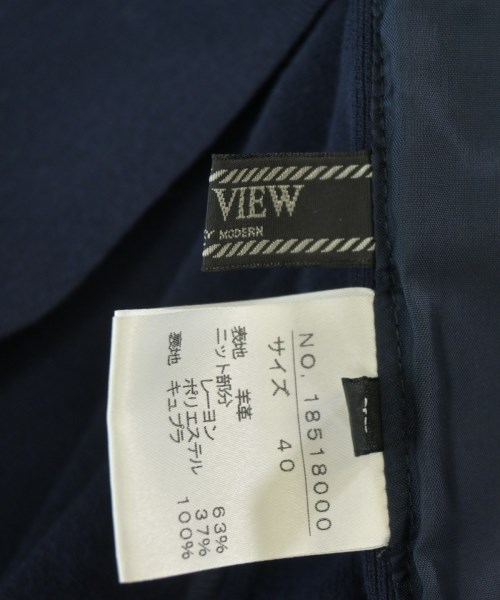 VIEW
MODERN
NO, 18518000
サイズ 40
表地 羊革
ニット部分
レーヨン 63%
ポリエステル 37%
裏地 キュプラ 100%